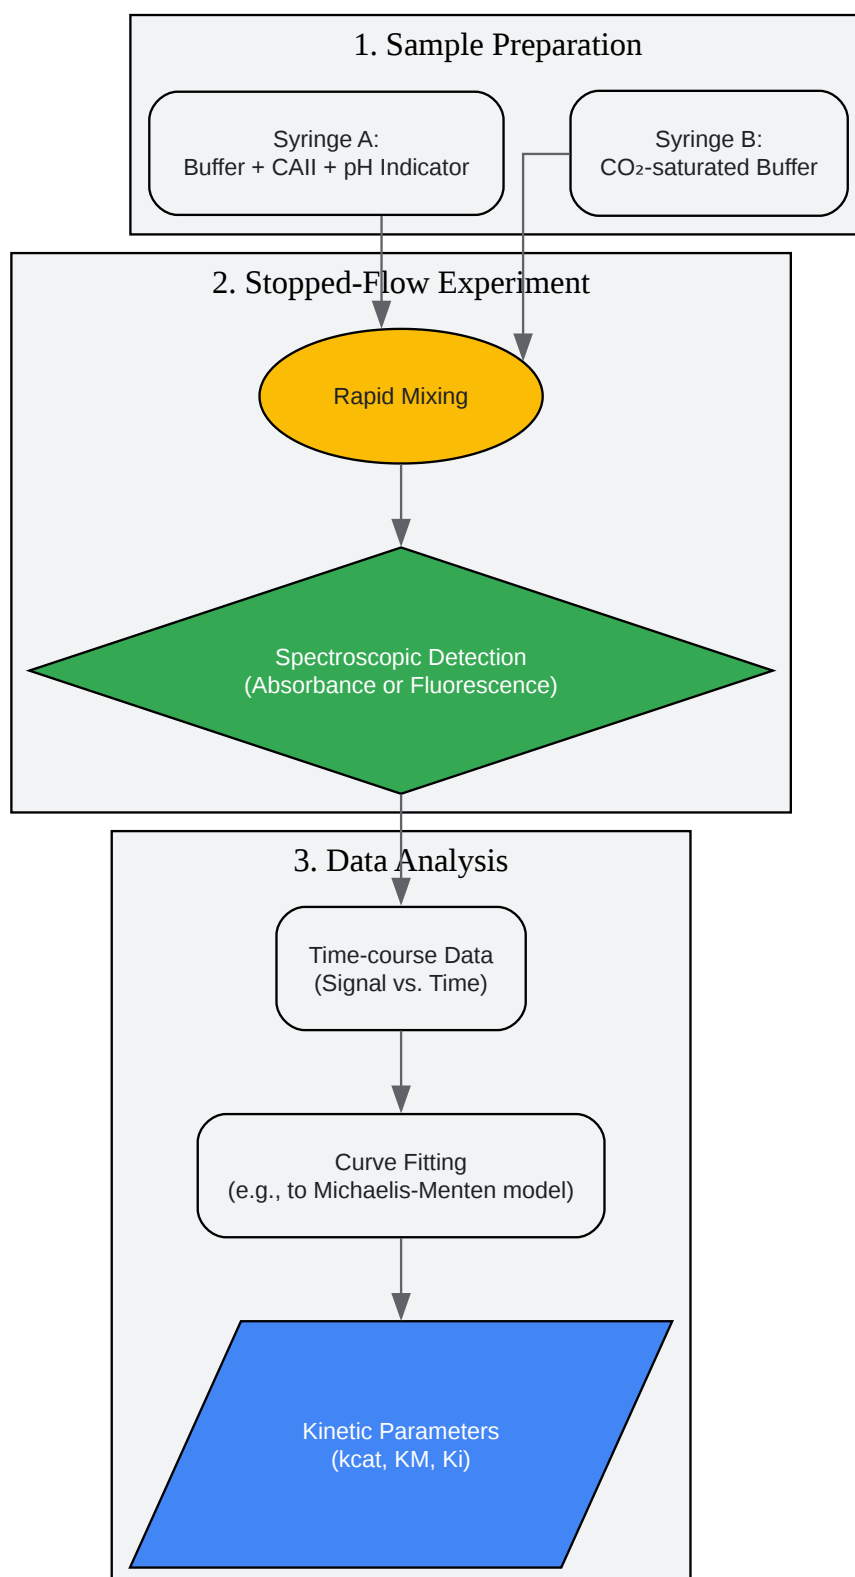 1. Sample Preparation
Syringe A:
Buffer + CAII + pH Indicator
Syringe B:
CO₂-saturated Buffer
2. Stopped-Flow Experiment
Rapid Mixing
Spectroscopic Detection
(Absorbance or Fluorescence)
3. Data Analysis
Time-course Data
(Signal vs. Time)
Curve Fitting
(e.g., to Michaelis-Menten model)
Kinetic Parameters
(kcat, KM, Ki)